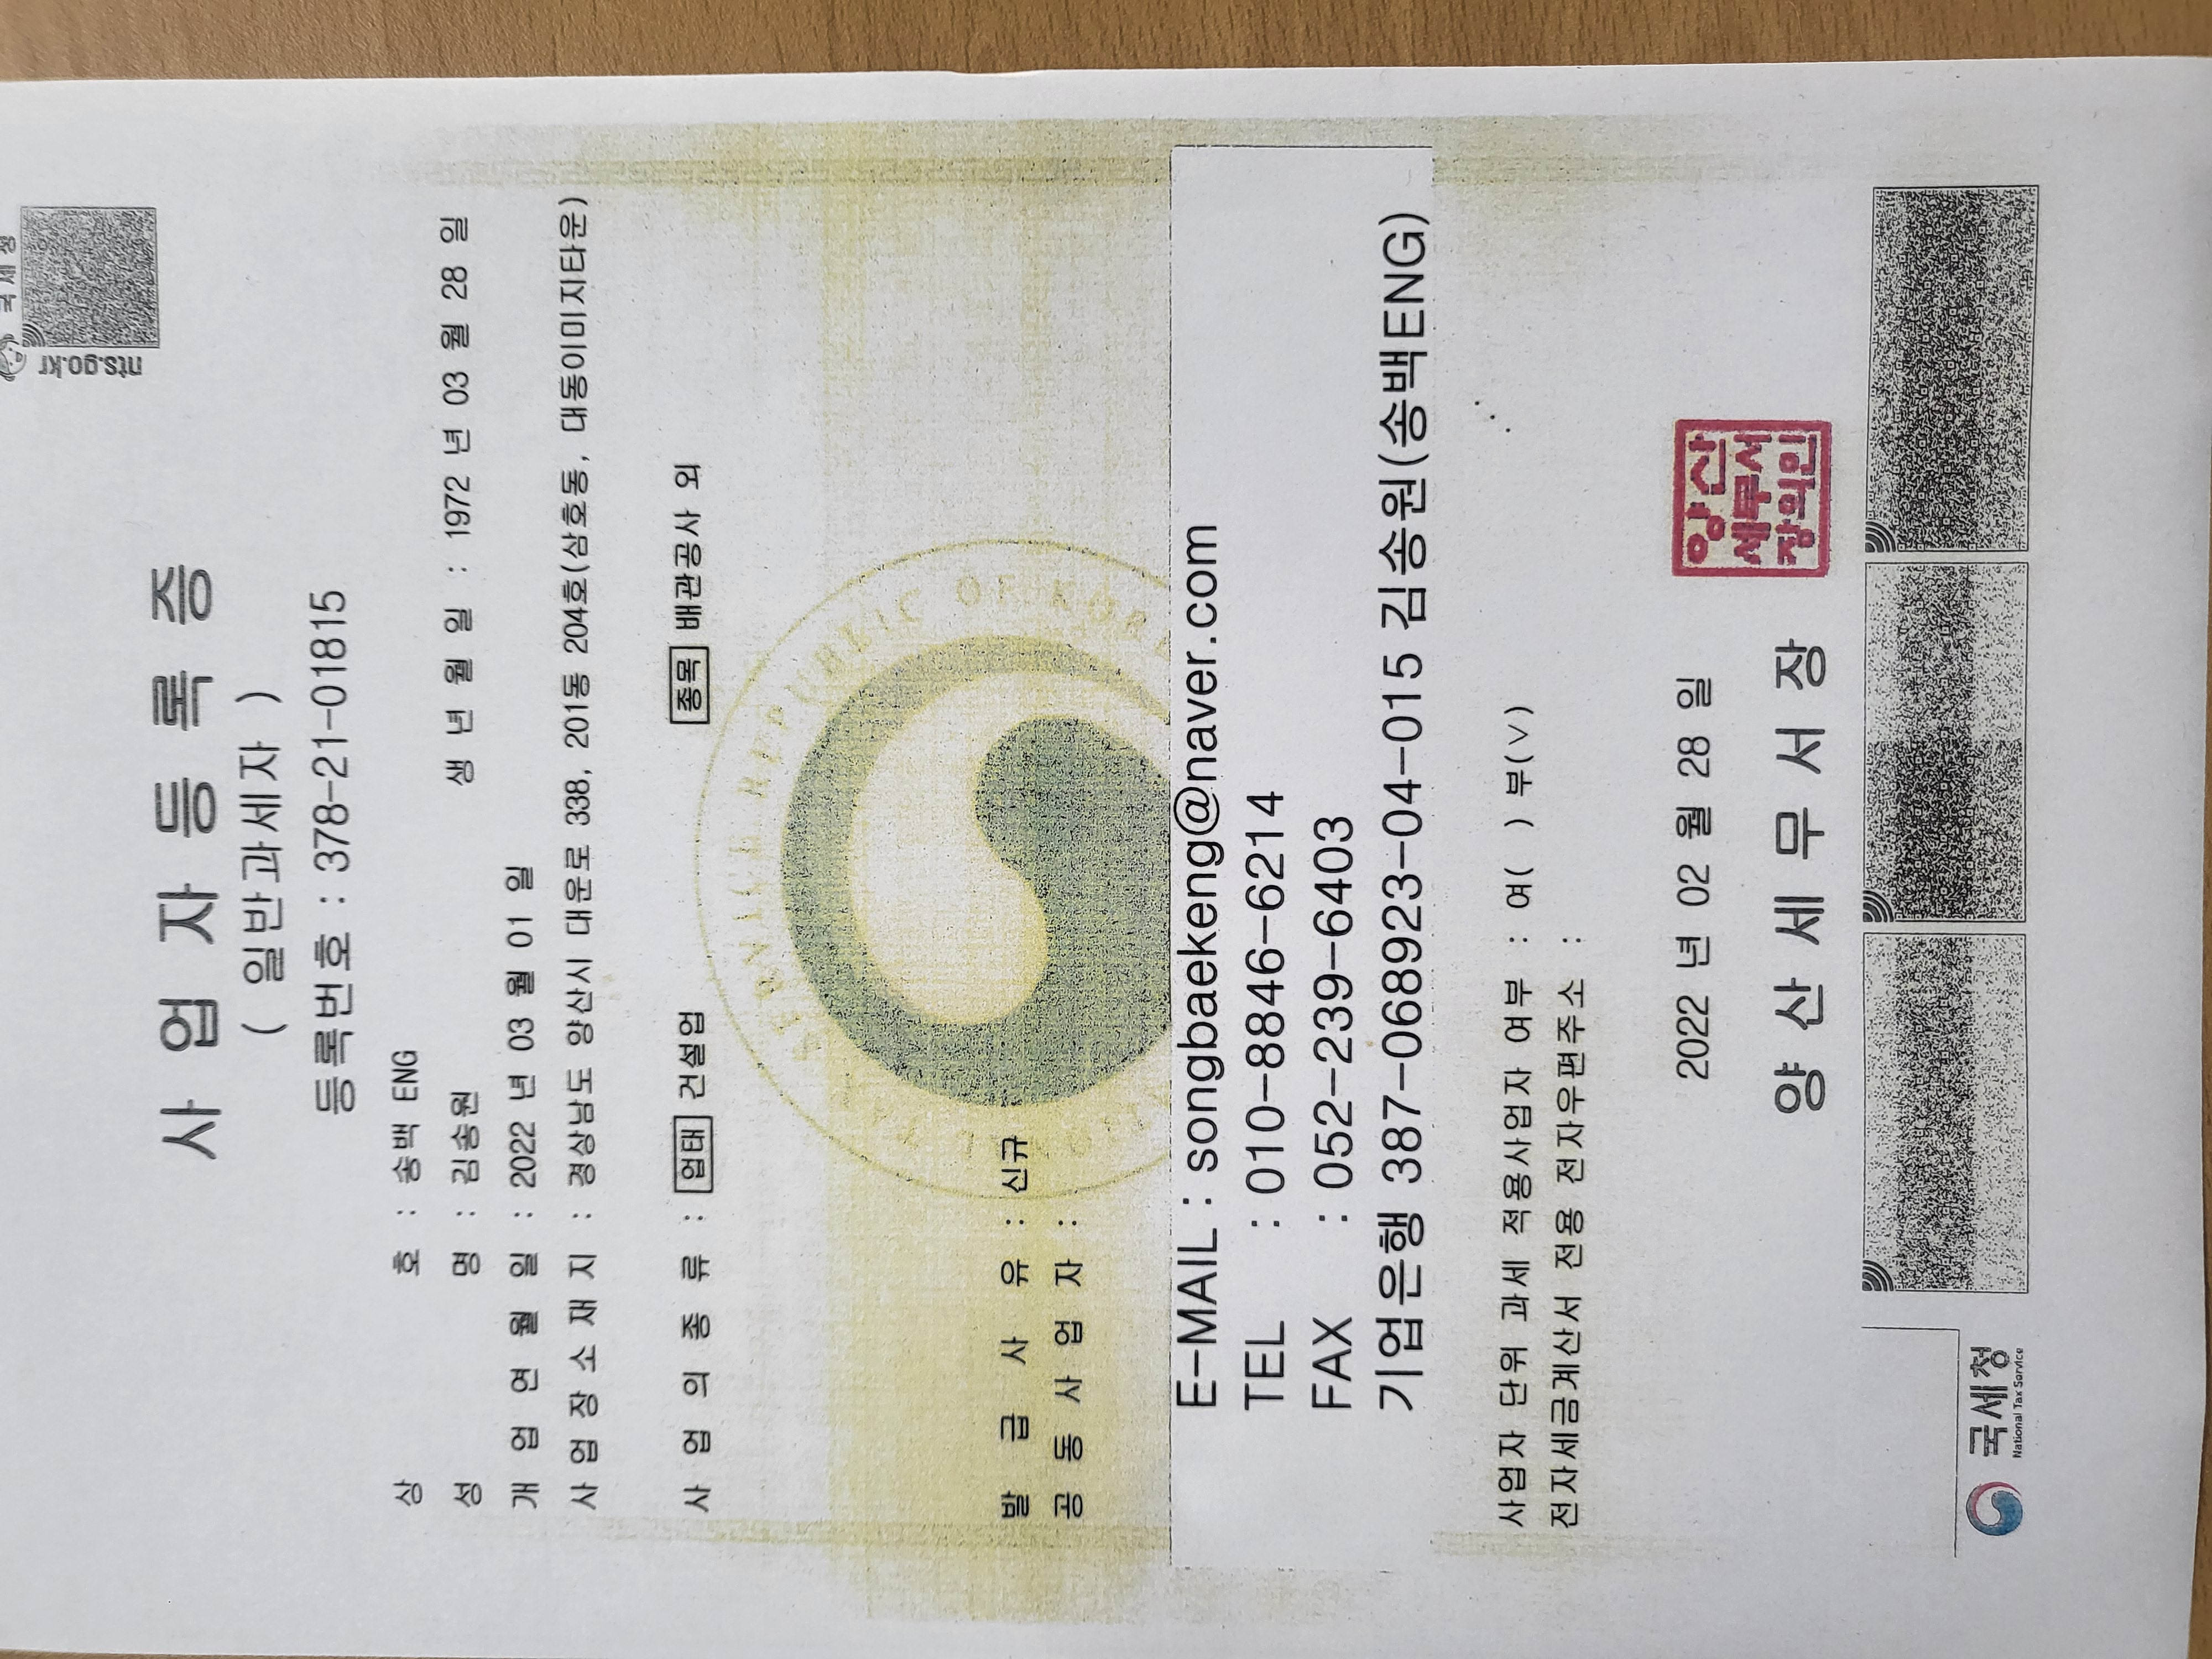 국세청
nts.go.kr
사업자등록증
( 일반과세자 )
등록번호 : 378-21-01815
상 호 : 송백 ENG
성 명 : 김송원 생 년 월 일 : 1972 년 03 월 28 일
개 업 연 월 일 : 2022 년 03 월 01 일
사 업 장 소 재 지 : 경상남도 양산시 대운로 338, 201동 204호(삼호동, 대동이미지타운)
사 업 의 종 류 : 업태 건설업 종목 배관공사 외
발 급 사 유 : 신규
공 동 사 업 자 :
E-MAIL : songbaekeng@naver.com
TEL : 010-8846-6214
FAX : 052-239-6403
기업은행 387-068923-04-015 김송원(송백ENG)
사업자 단위 과세 적용사업자 여부 : 여( ) 부(∨)
전자세금계산서 전용 전자우편주소 :
2022 년 02 월 28 일
양 산 세 무 서 장
양산
세무서
장의인
국세청
National Tax Service